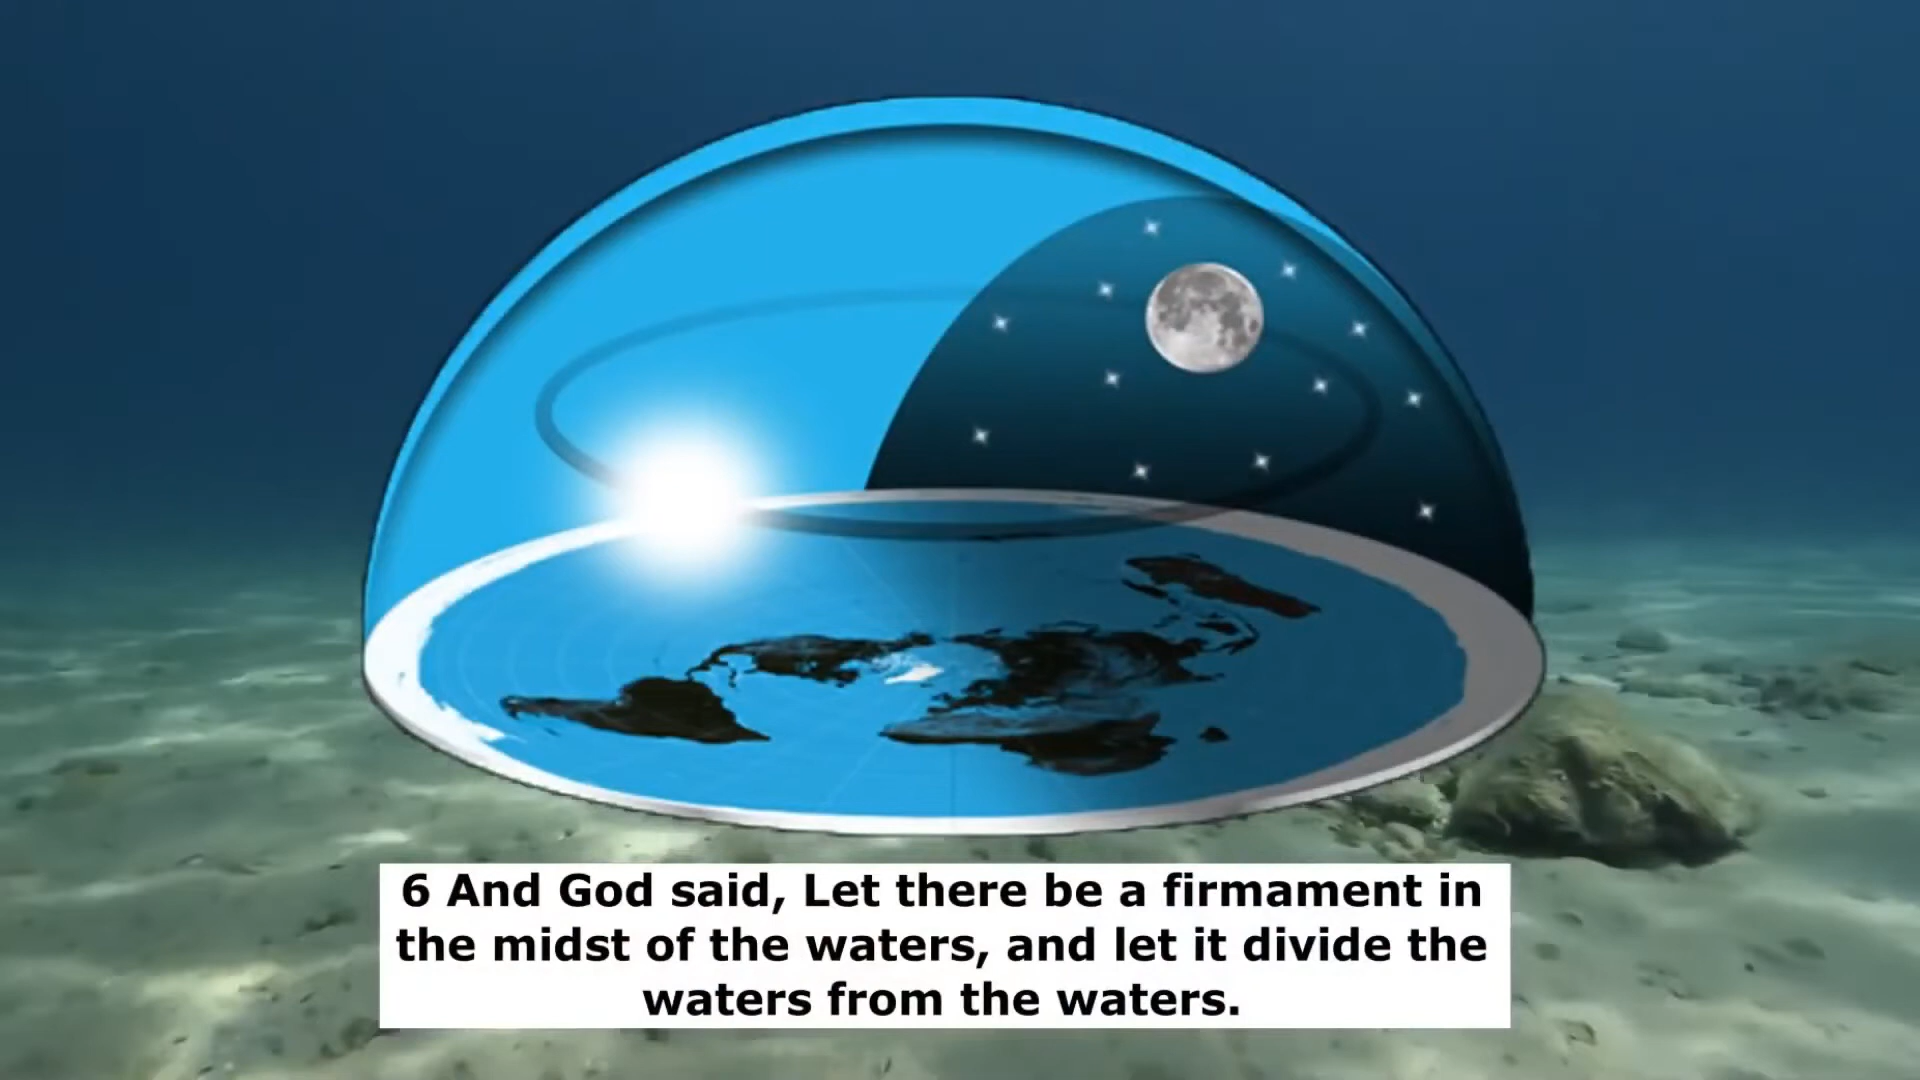 6 And God said, Let there be a firmament in
the midst of the waters, and let it divide the
waters from the waters.